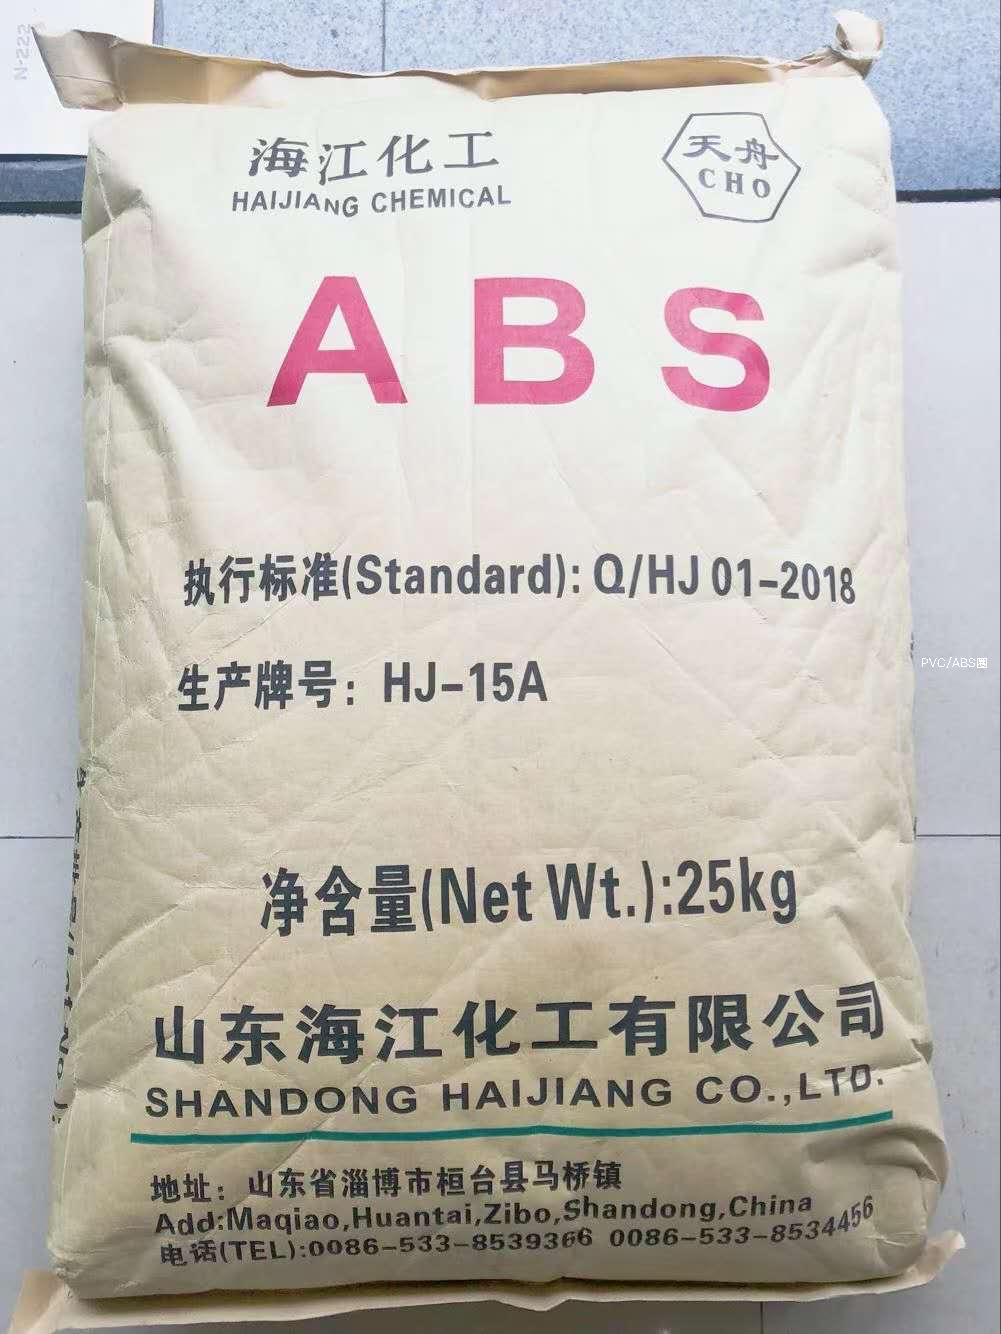 N-222
海江化工
HAIJIANG CHEMICAL
天舟
CHO
ABS
执行标准(Standard): Q/HJ 01-2018
生产牌号: HJ-15A
PVC/ABS圈
净含量(Net Wt.):25kg
山东海江化工有限公司
SHANDONG HAIJIANG CO.,LTD.
地址: 山东省淄博市桓台县马桥镇
Add:Maqiao,Huantai,Zibo,Shandong,China
电话(TEL):0086-533-8539366 0086-533-8534456